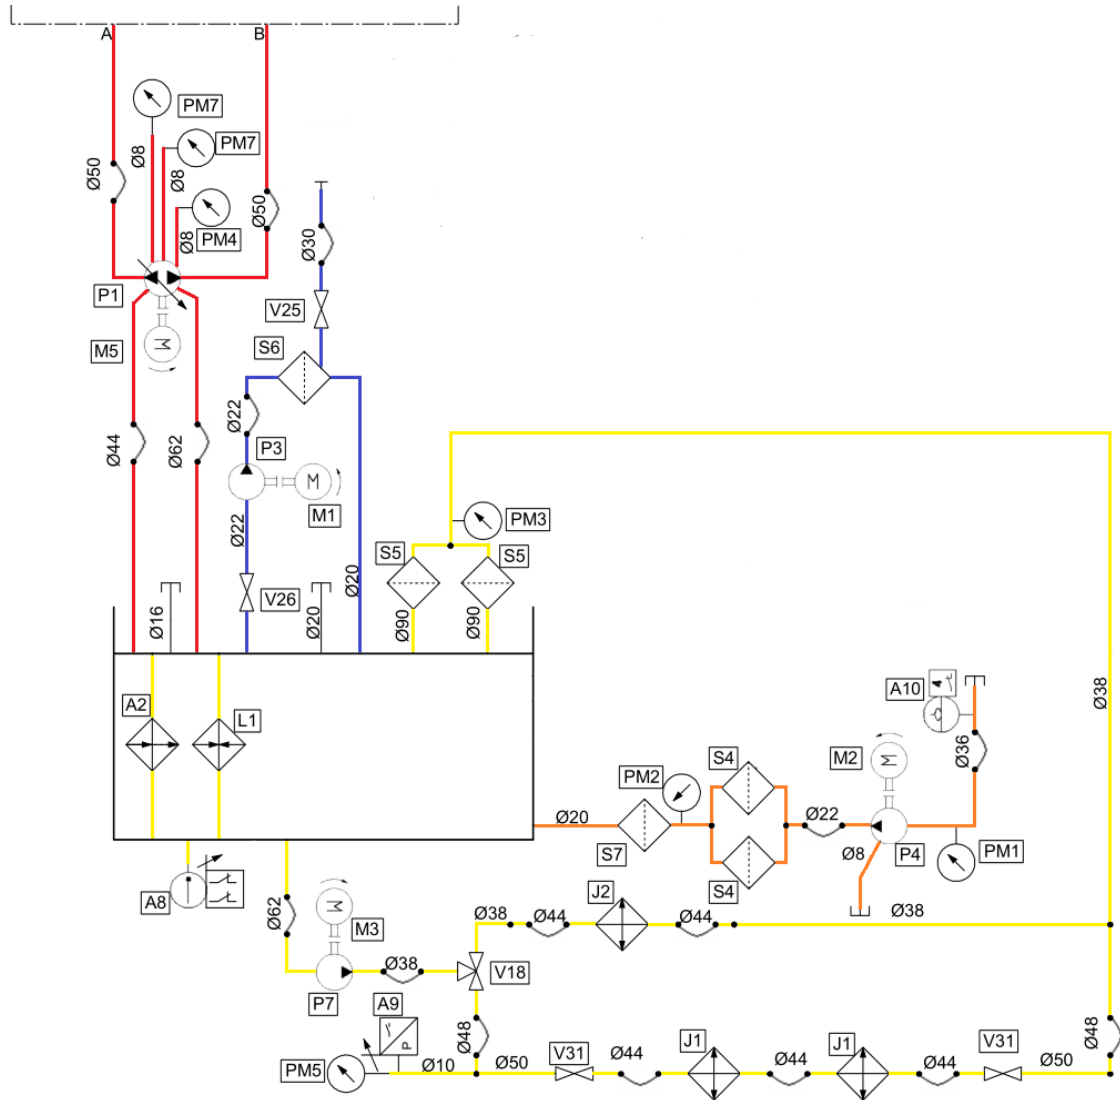 A
B
PM7
PM7
Ø8
Ø50
Ø8
Ø50
PM4
Ø8
Ø30
P1
V25
M5
S6
Ø22
Ø44
Ø62
P3
M1
PM3
Ø22
S5
S5
Ø20
V26
Ø16
Ø20
Ø90
Ø90
A2
L1
A10
Ø38
M2
S4
Ø36
PM2
Ø20
Ø22
S7
P4
PM1
Ø8
S4
J2
A8
Ø62
M3
Ø38
Ø44
Ø44
Ø38
Ø38
V18
P7
A9
P
Ø48
Ø48
PM5
Ø10
Ø50
V31
Ø44
J1
Ø44
J1
Ø44
V31
Ø50
M
M
M
M